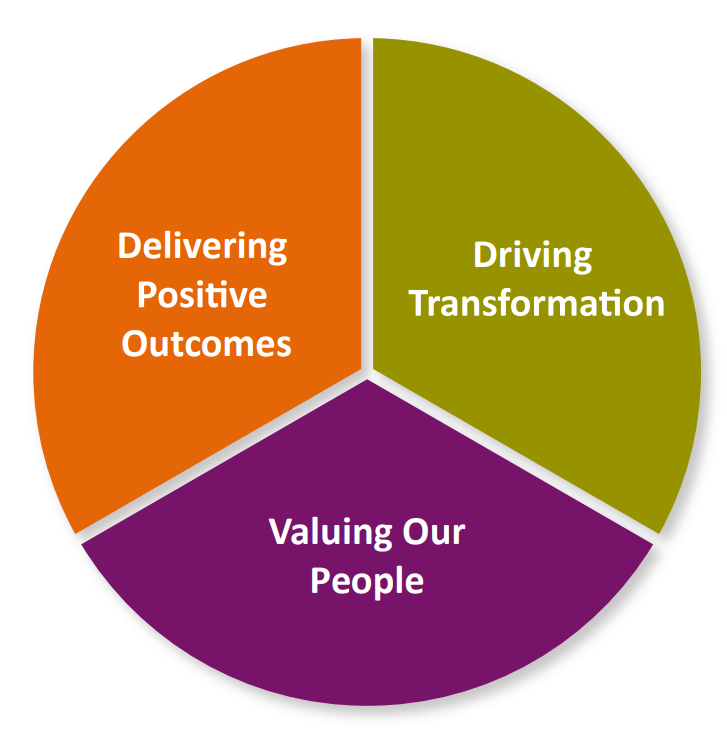 Delivering
Positive
Outcomes
Driving
Transformation
Valuing Our
People